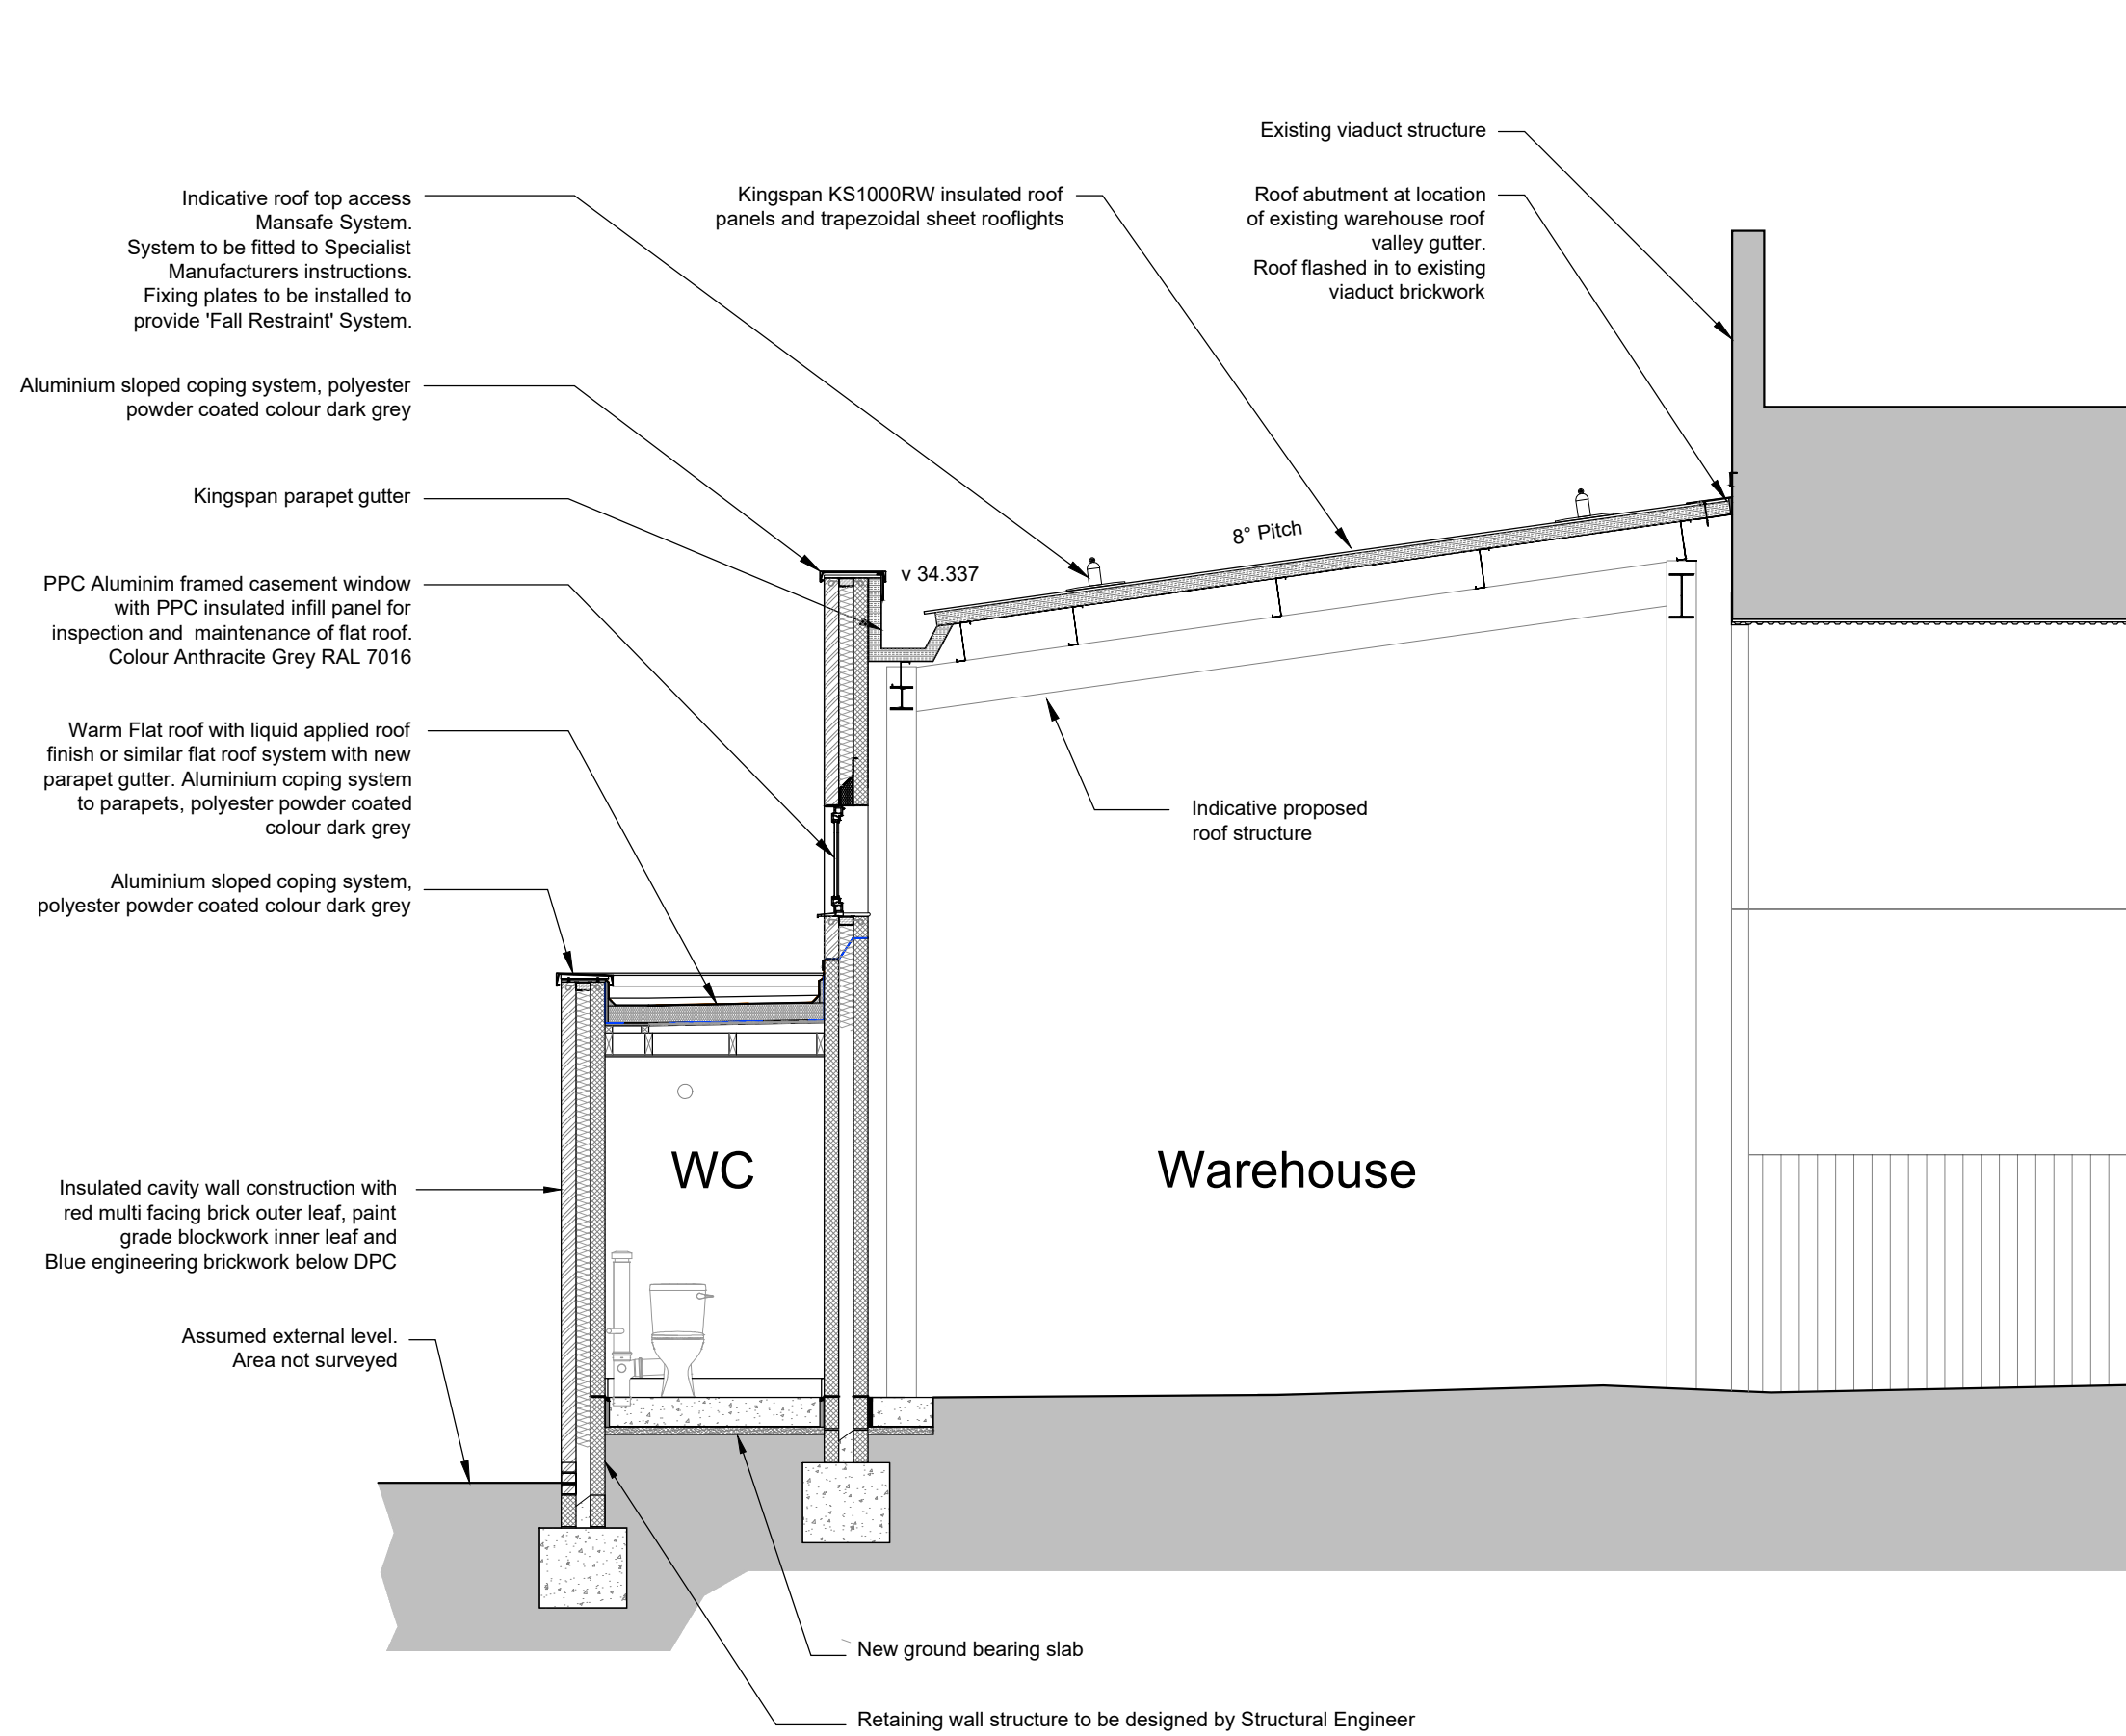 Existing viaduct structure
Indicative roof top access
Mansafe System.
System to be fitted to Specialist
Manufacturers instructions.
Fixing plates to be installed to
provide 'Fall Restraint' System.
Kingspan KS1000RW insulated roof
panels and trapezoidal sheet rooflights
Roof abutment at location
of existing warehouse roof
valley gutter.
Roof flashed in to existing
viaduct brickwork
Aluminium sloped coping system, polyester
powder coated colour dark grey
Kingspan parapet gutter
8° Pitch
v 34.337
PPC Aluminim framed casement window
with PPC insulated infill panel for
inspection and maintenance of flat roof.
Colour Anthracite Grey RAL 7016
Warm Flat roof with liquid applied roof
finish or similar flat roof system with new
parapet gutter. Aluminium coping system
to parapets, polyester powder coated
colour dark grey
Indicative proposed
roof structure
Aluminium sloped coping system,
polyester powder coated colour dark grey
WC
Warehouse
Insulated cavity wall construction with
red multi facing brick outer leaf, paint
grade blockwork inner leaf and
Blue engineering brickwork below DPC
Assumed external level.
Area not surveyed
New ground bearing slab
Retaining wall structure to be designed by Structural Engineer